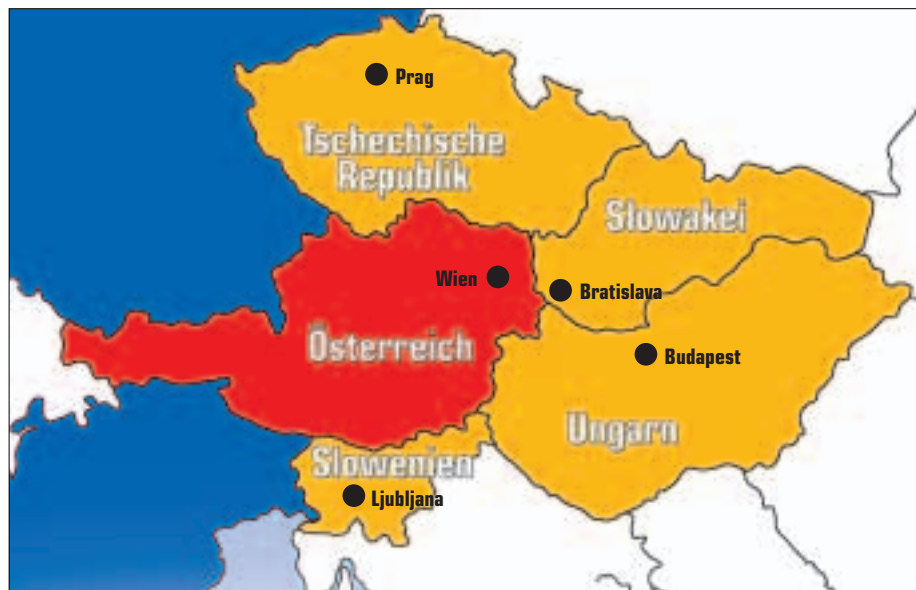 Prag
Tschechische
Republik
Slowakei
Wien
Bratislava
Österreich
Budapest
Ungarn
Slowenien
Ljubljana